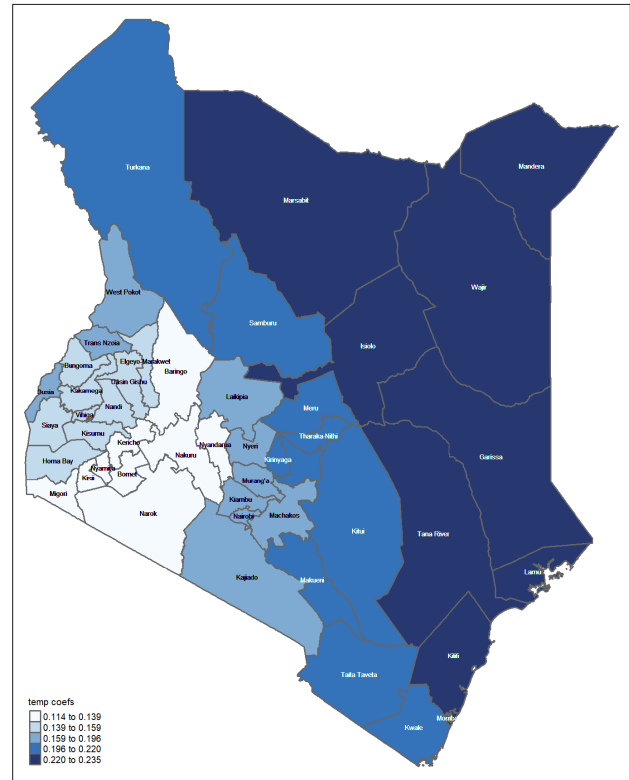 Mandera
Turkana
Marsabit
Wajir
West Pokot
Samburu
Trans Nzoia
Isiolo
Elgeyo-Marakwet
Bungoma
Baringo
Uasin Gishu
Kakamega
Busia
Laikipia
Nandi
Meru
Vihiga
Siaya
Kisumu
Tharaka-Nithi
Kericho
Nyandarua
Nyeri
Kirinyaga
Garissa
Homa Bay
Nakuru
Nyamira
Bomet
Kisii
Murang'a
Migori
Kiambu
Machakos
Narok
Nairobi
Kitui
Tana River
Lamu
Kajiado
Makueni
Kilifi
Taita Taveta
Kwale
temp coefs
0.114 to 0.139
0.139 to 0.159
0.159 to 0.196
0.196 to 0.220
0.220 to 0.235